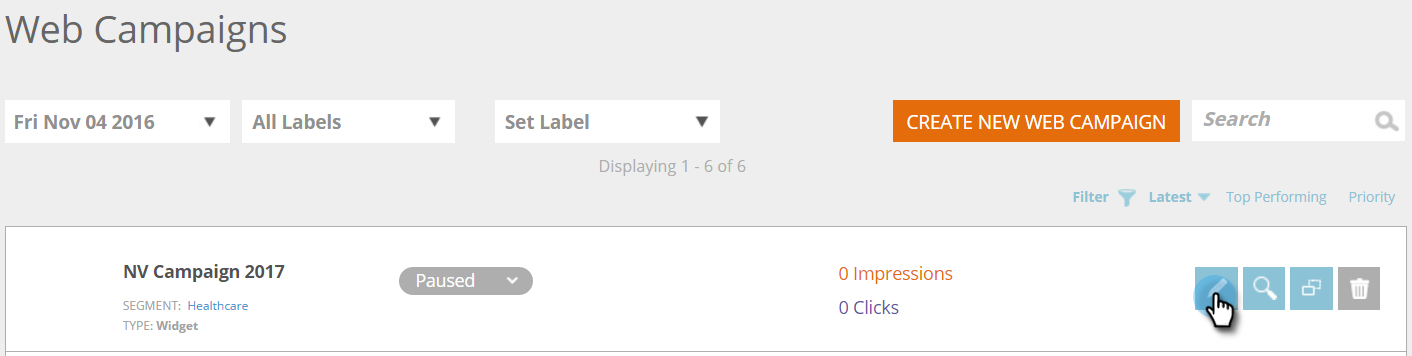 Web Campaigns
Fri Nov 04 2016
All Labels
Set Label
CREATE NEW WEB CAMPAIGN
Search
Displaying 1 - 6 of 6
Filter
Latest
Top Performing
Priority
NV Campaign 2017
Paused
0 Impressions
SEGMENT: Healthcare
0 Clicks
TYPE: Widget